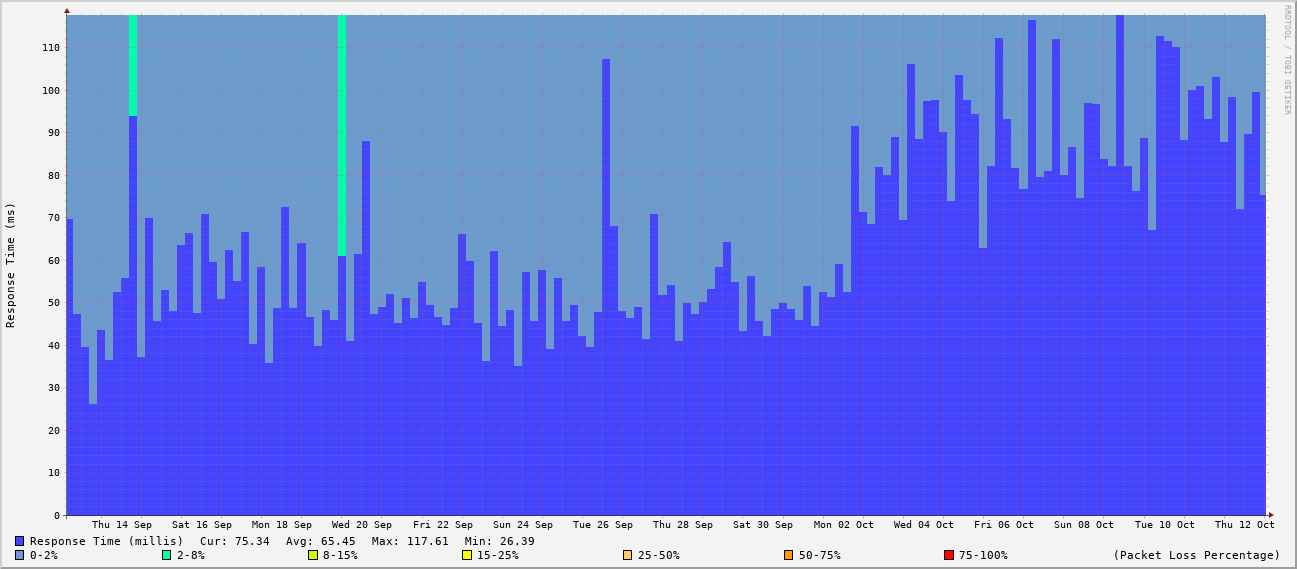 RRDTOOL / TOBI OETIKER
Response Time (ms)
110
100
90
80
70
60
50
40
30
20
10
0
Thu 14 Sep Sat 16 Sep Mon 18 Sep Wed 20 Sep Fri 22 Sep Sun 24 Sep Tue 26 Sep Thu 28 Sep Sat 30 Sep Mon 02 Oct Wed 04 Oct Fri 06 Oct Sun 08 Oct Tue 10 Oct Thu 12 Oct
Response Time (millis) Cur: 75.34 Avg: 65.45 Max: 117.61 Min: 26.39
0-2% 2-8% 8-15% 15-25% 25-50% 50-75% 75-100% (Packet Loss Percentage)